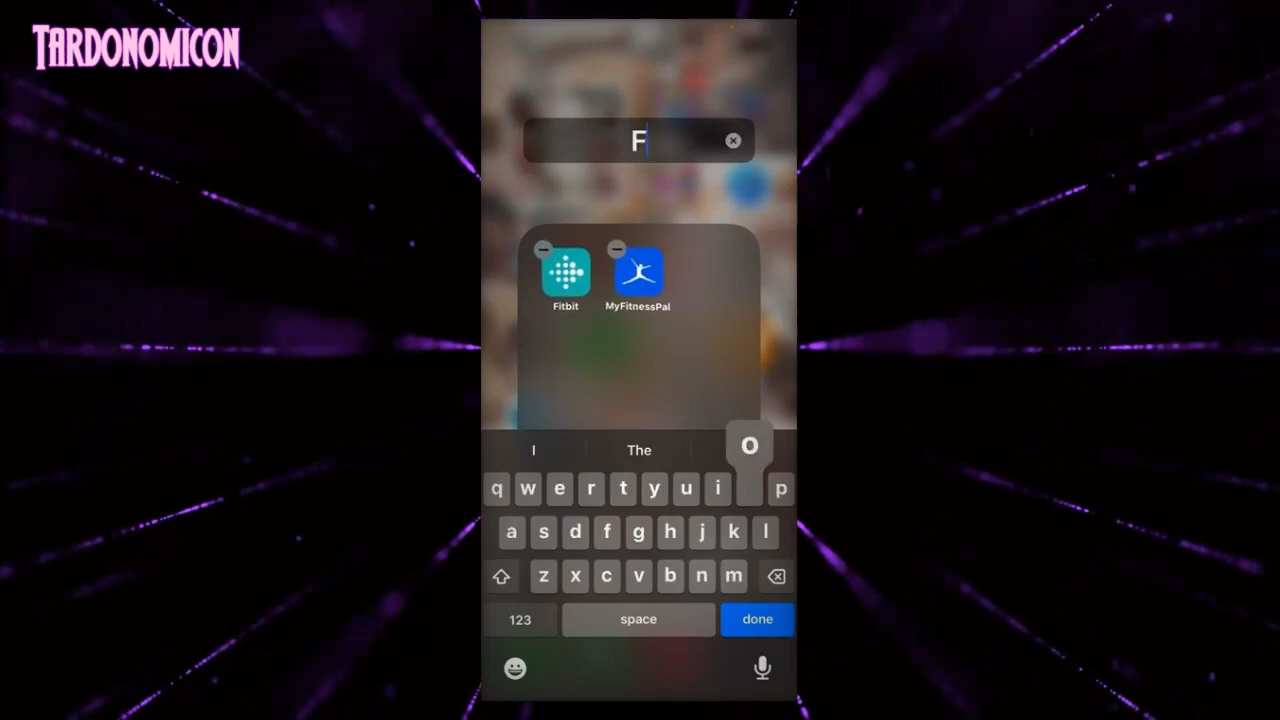 TARDONOMICON
F
Fitbit
MyFitnessPal
I
The
o
q w e r t y u i p
a s d f g h j k l
z x c v b n m
123 space done